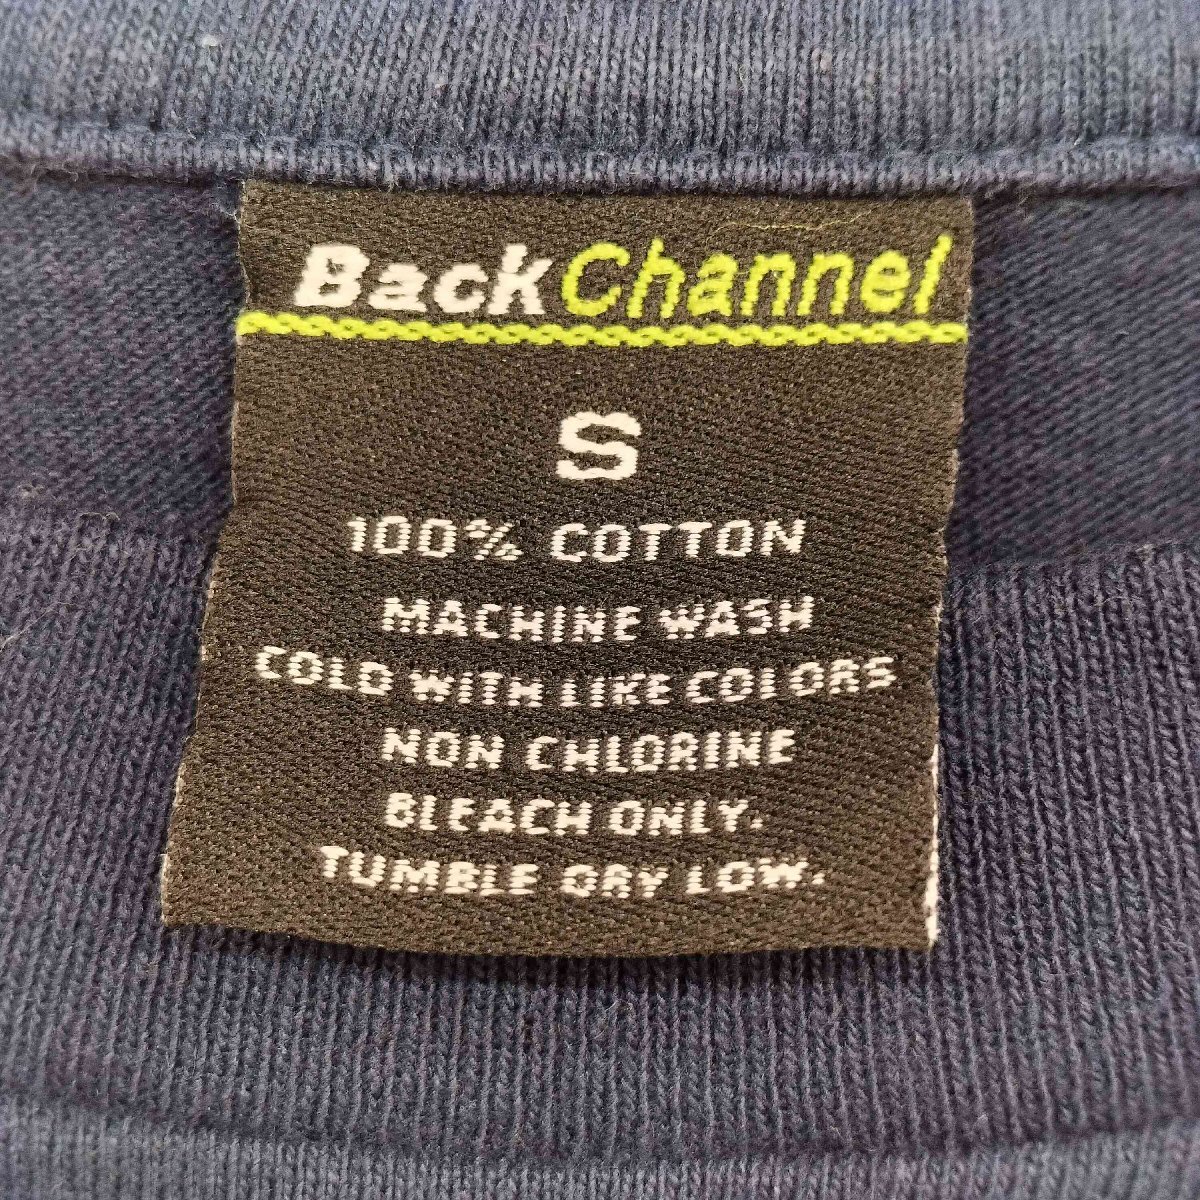 BackChannel
S
100% COTTON
MACHINE WASH
COLD WITH LIKE COLORS
NON CHLORINE
BLEACH ONLY.
TUMBLE DRY LOW.